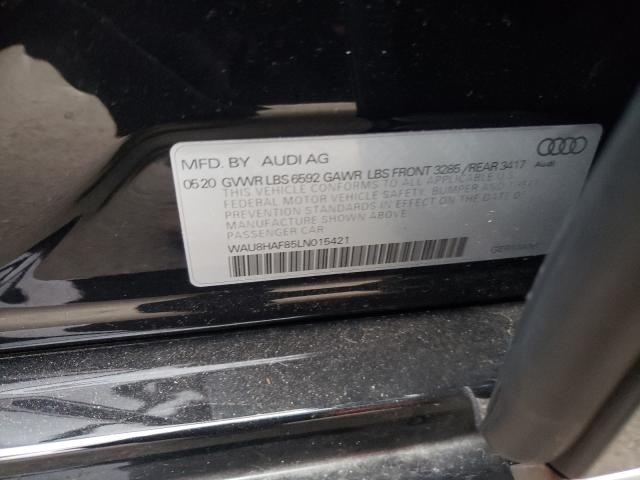 MFD. BY AUDI AG
05 20 GVWR LBS 6592 GAWR LBS FRONT 3285 / REAR 3417
Audi
THIS VEHICLE CONFORMS TO ALL APPLICABLE U.S.
FEDERAL MOTOR VEHICLE SAFETY, BUMPER AND THEFT
PREVENTION STANDARDS IN EFFECT ON THE DATE OF
MANUFACTURE SHOWN ABOVE
PASSENGER CAR
WAU8HAF85LN015421
GERMANY